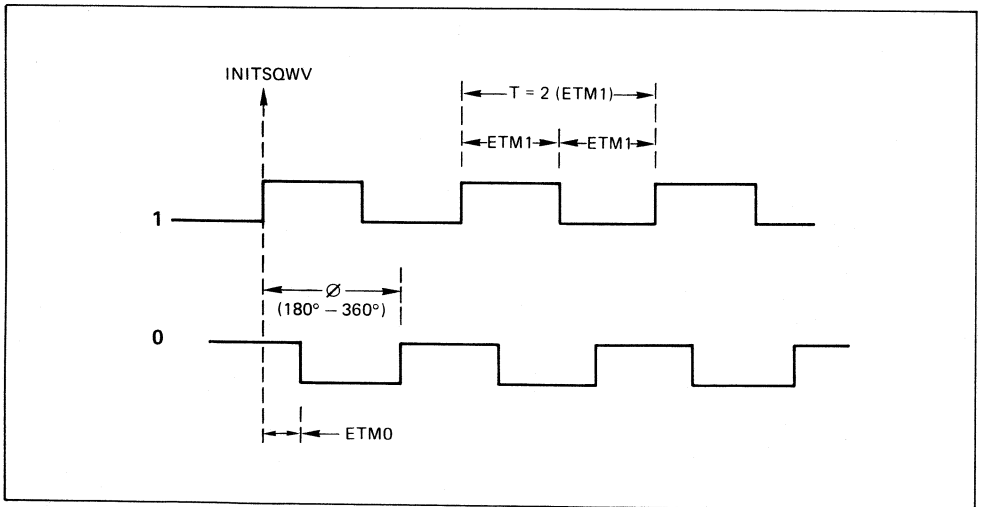 INITSQWV
T = 2 (ETM1)
ETM1 ETM1
1
Ø
(180° – 360°)
0
ETM0